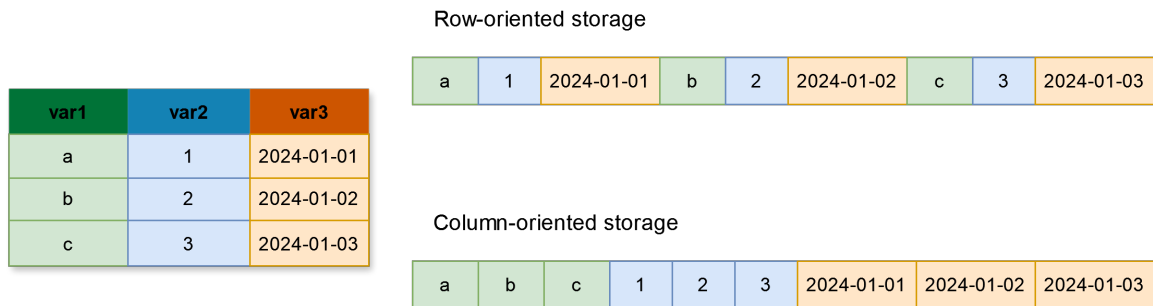 Row-oriented storage
a 1 2024-01-01 b 2 2024-01-02 c 3 2024-01-03
var1 var2 var3
a 1 2024-01-01
b 2 2024-01-02
c 3 2024-01-03
Column-oriented storage
a b c 1 2 3 2024-01-01 2024-01-02 2024-01-03